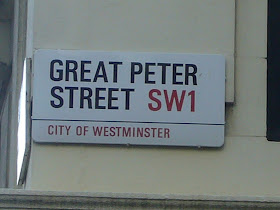 GREAT PETER
STREET SW1
CITY OF WESTMINSTER